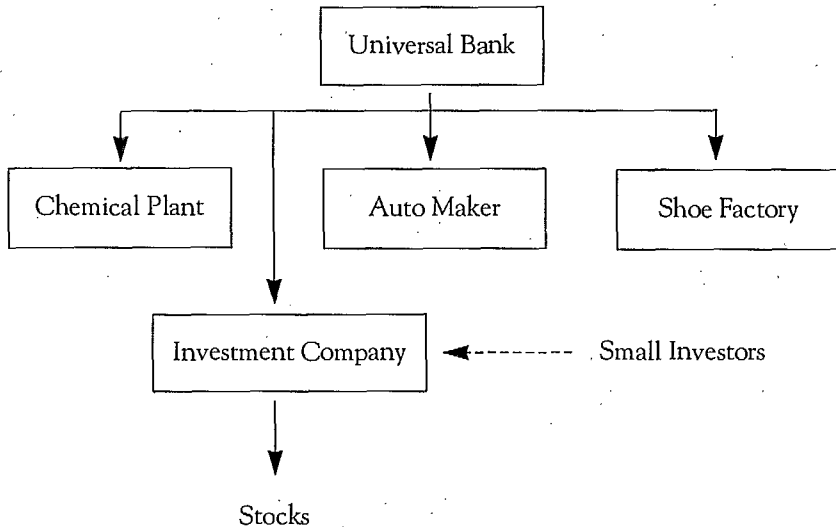 Universal Bank
Chemical Plant
Auto Maker
Shoe Factory
Investment Company
Small Investors
Stocks